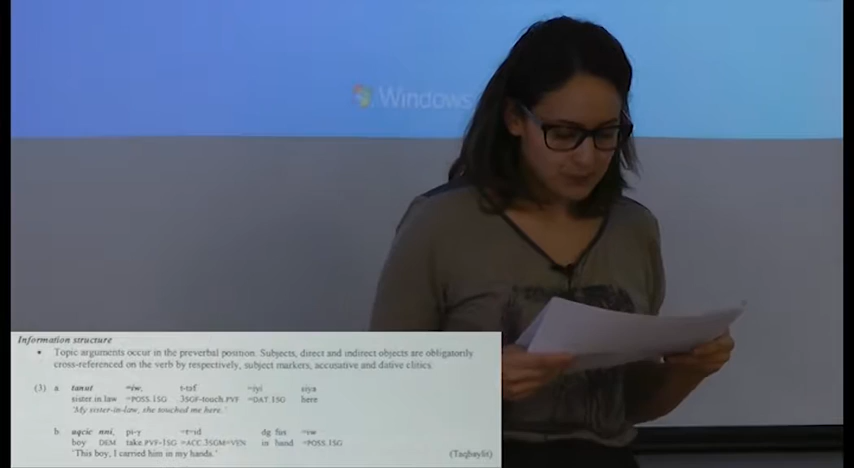 Windows
Information structure
• Topic arguments occur in the preverbal position. Subjects, direct and indirect objects are obligatorily
cross-referenced on the verb by respectively, subject markers, accusative and dative clitics
(3) a tanuț =iw, t-taf =iyi siya
sister.in.law =POSS.1SG 3SGF-touch.PVF =DAT.1SG here
'My sister-in-law, she touched me here.'
b. aqcic nni, pi-y =t=id dg fus =iw
boy DEM take.PVF-1SG =ACC.3SGM=VEN in hand =POSS.1SG
'This boy, I carried him in my hands.'
(Taqbaylit)